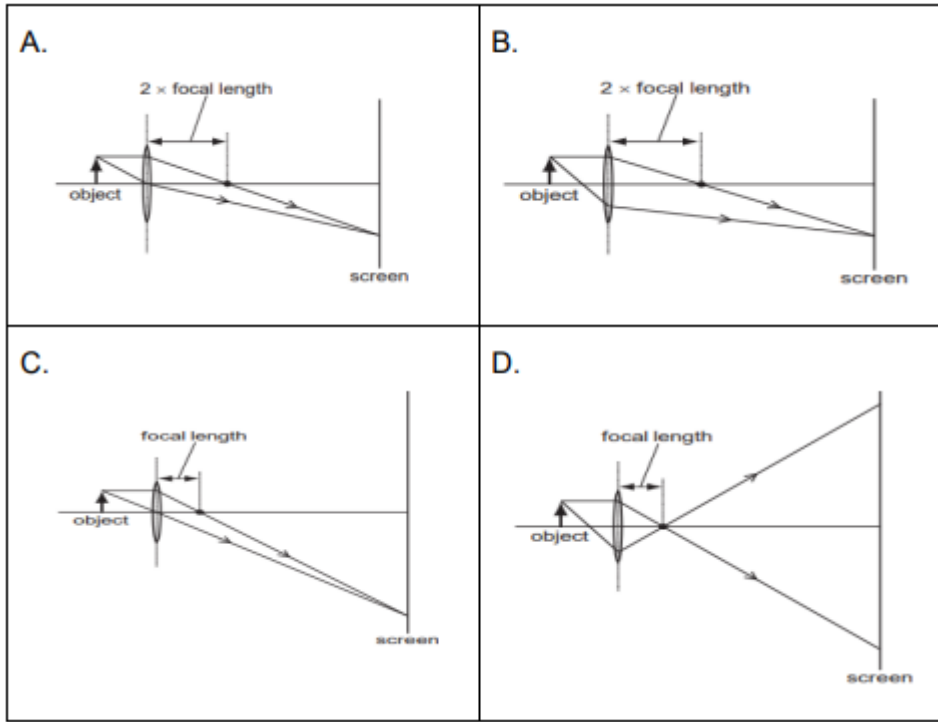 A.
2 × focal length
object
screen
B.
2 × focal length
object
screen
C.
focal length
object
screen
D.
focal length
object
screen